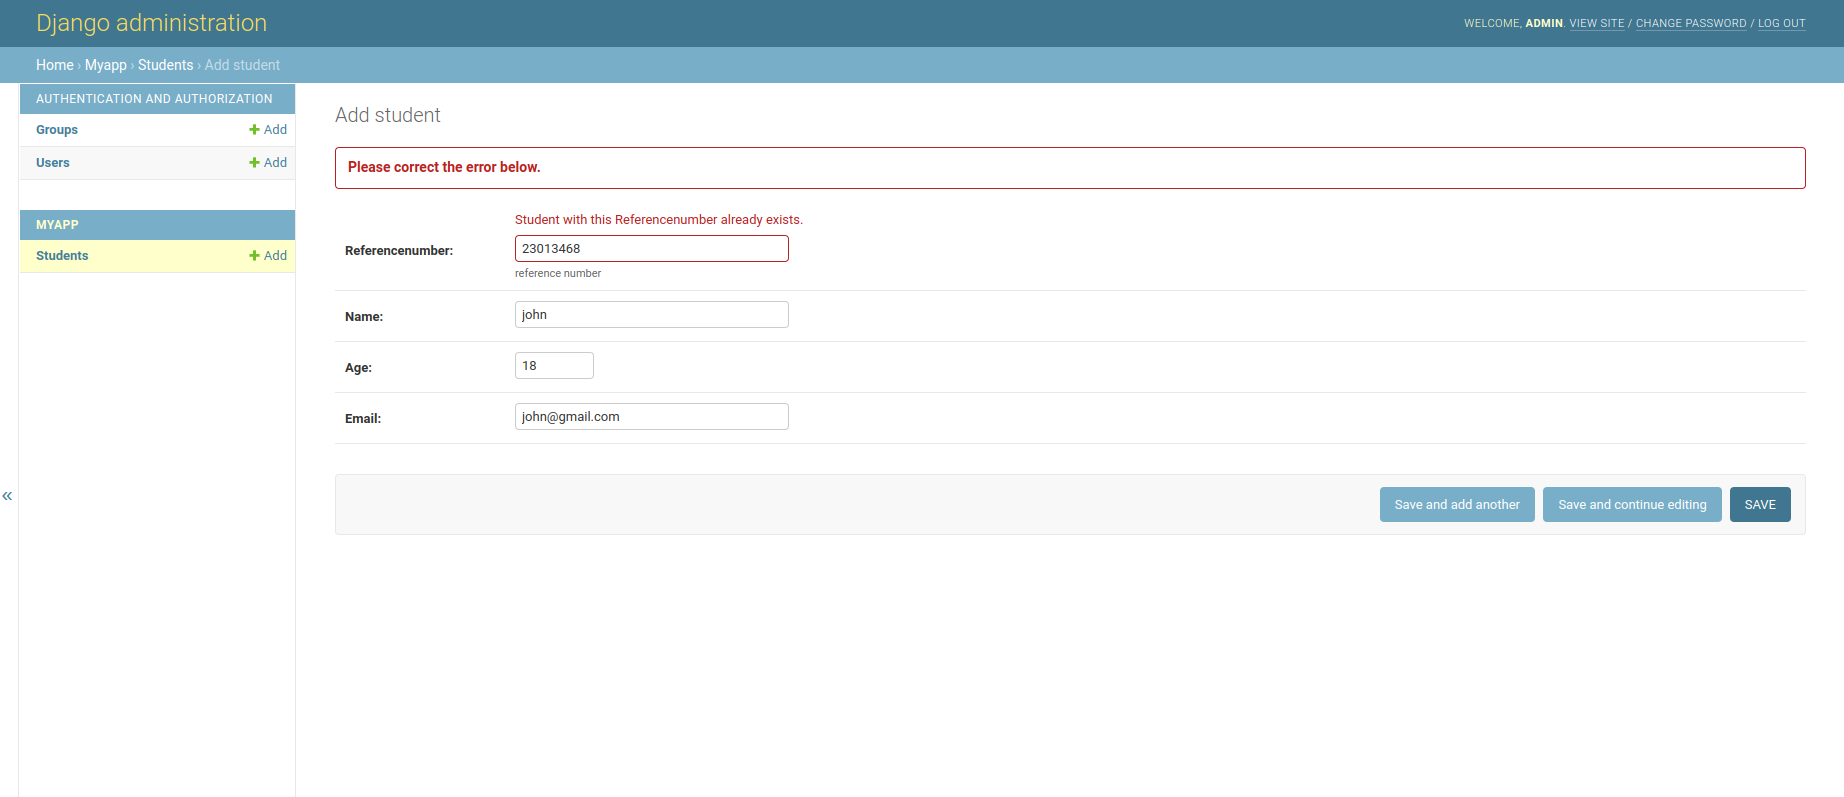 Django administration
WELCOME, ADMIN. VIEW SITE / CHANGE PASSWORD / LOG OUT
Home › Myapp › Students › Add student
AUTHENTICATION AND AUTHORIZATION
Groups + Add
Users + Add
MYAPP
Students + Add
«
Add student
Please correct the error below.
Student with this Referencenumber already exists.
Referencenumber: 23013468
reference number
Name: john
Age: 18
Email: john@gmail.com
Save and add another Save and continue editing SAVE